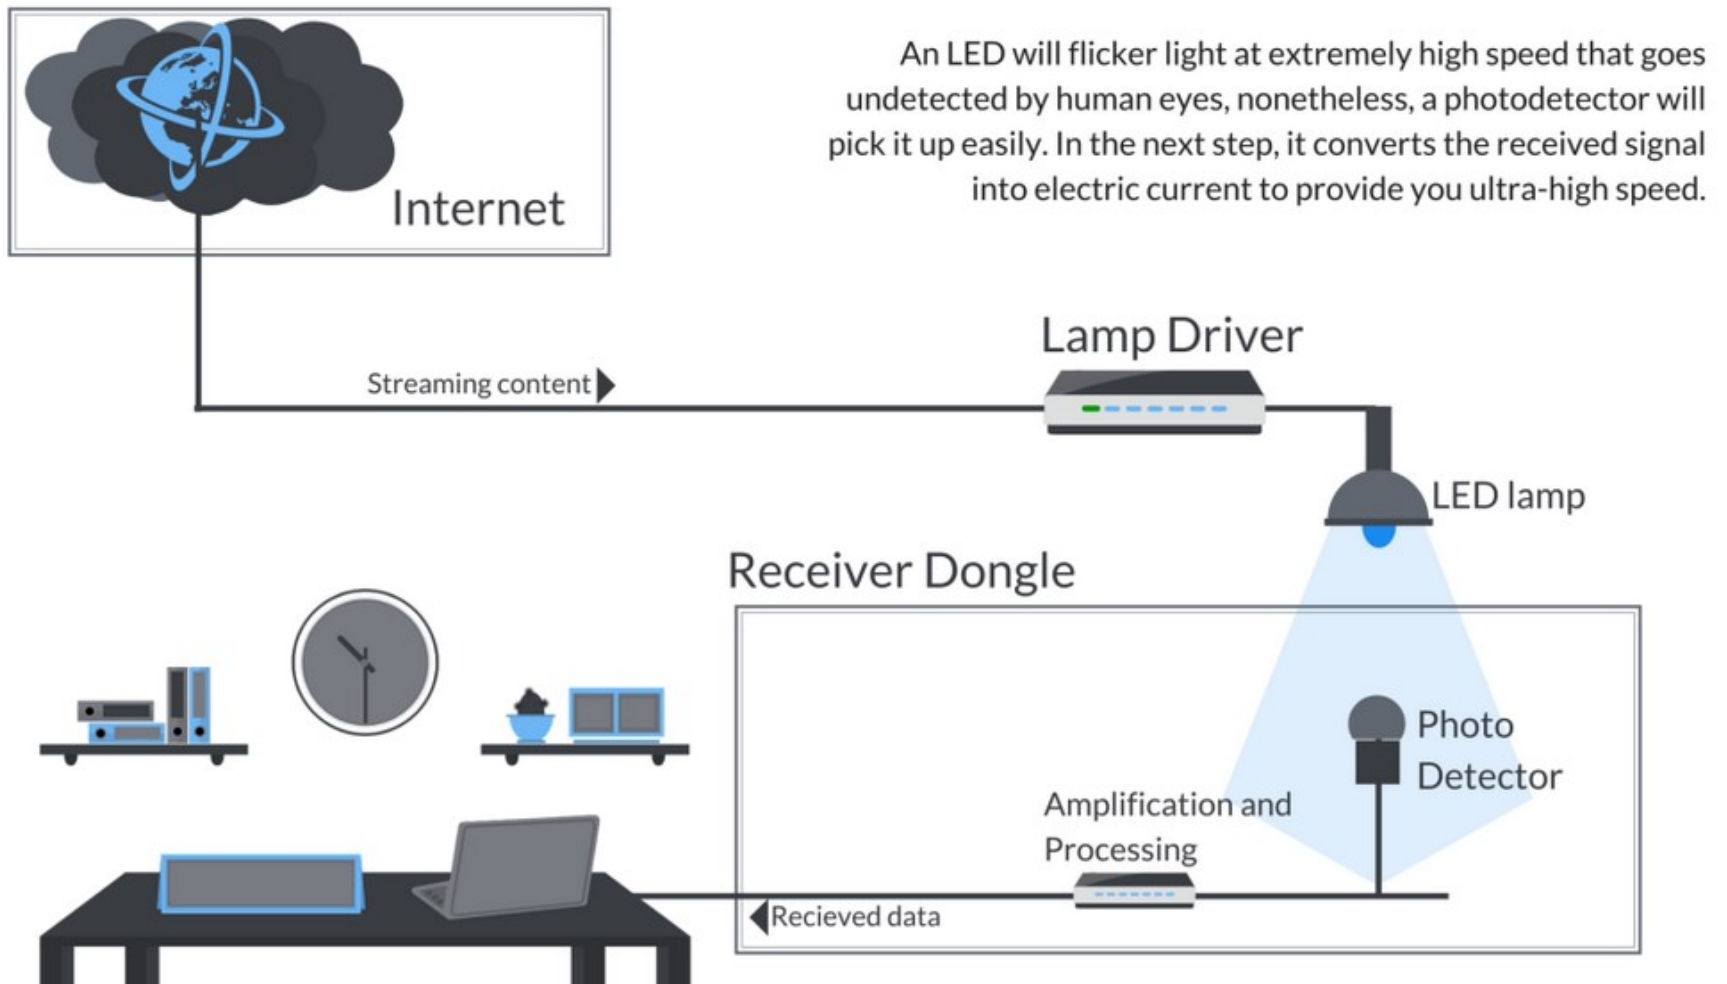 An LED will flicker light at extremely high speed that goes
undetected by human eyes, nonetheless, a photodetector will
pick it up easily. In the next step, it converts the received signal
into electric current to provide you ultra-high speed.
Internet
Lamp Driver
Streaming content
LED lamp
Receiver Dongle
Photo
Detector
Amplification and
Processing
Recieved data